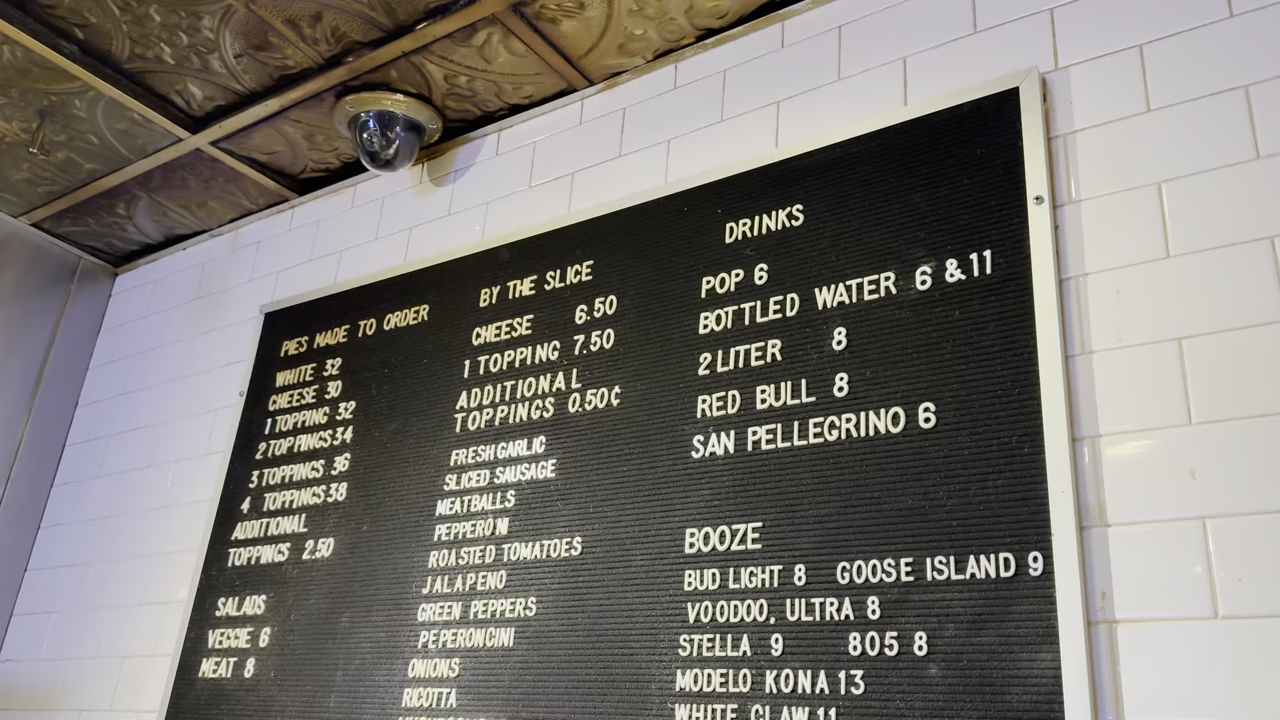 PIES MADE TO ORDER
WHITE 32
CHEESE 30
1 TOPPING 32
2 TOPPINGS 34
3 TOPPINGS 36
4 TOPPINGS 38
ADDITIONAL
TOPPINGS 2.50
SALADS
VEGGIE 6
MEAT 8
BY THE SLICE
CHEESE 6.50
1 TOPPING 7.50
ADDITIONAL
TOPPINGS 0.50¢
FRESH GARLIC
SLICED SAUSAGE
MEATBALLS
PEPPERONI
ROASTED TOMATOES
JALAPENO
GREEN PEPPERS
PEPERONCINI
ONIONS
RICOTTA
DRINKS
POP 6
BOTTLED WATER 6 & 11
2 LITER 8
RED BULL 8
SAN PELLEGRINO 6
BOOZE
BUD LIGHT 8 GOOSE ISLAND 9
VOODOO, ULTRA 8
STELLA 9 805 8
MODELO KONA 13
WHITE CLAW 11